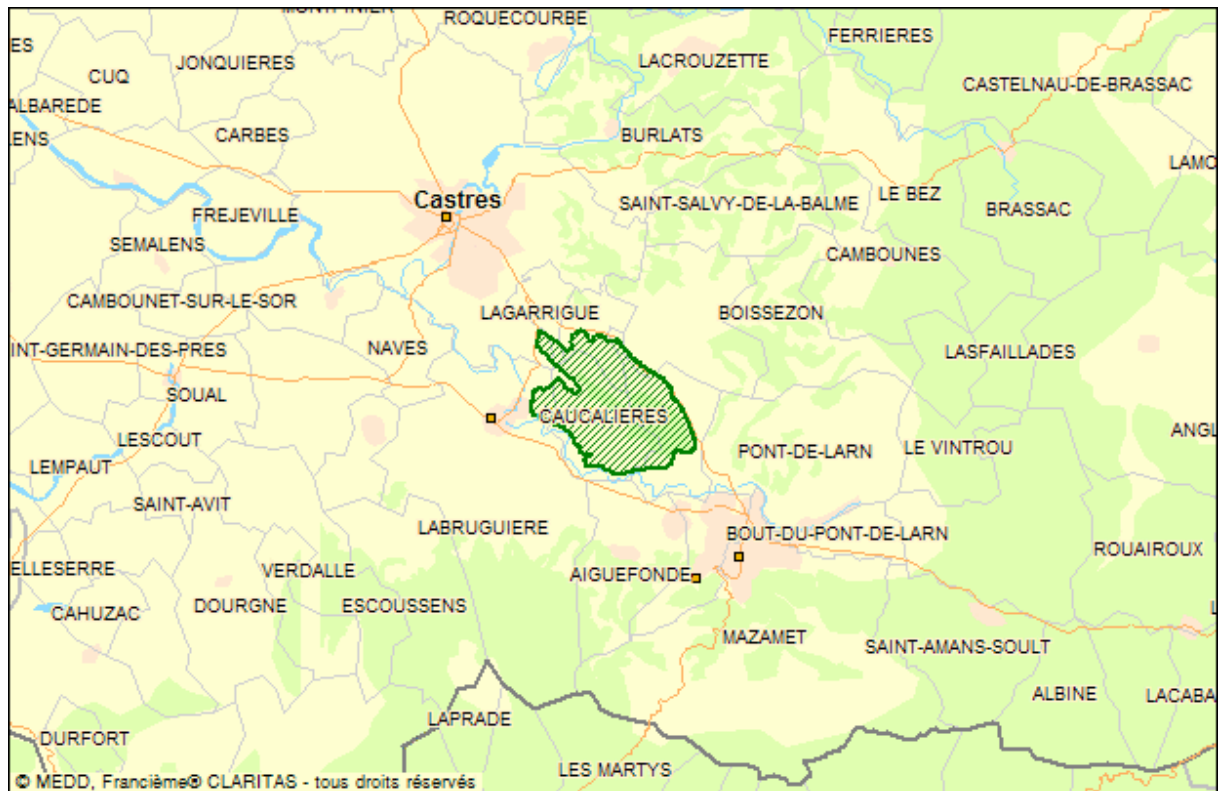 ROQUECOURBE
FERRIERES
ES
JONQUIERES
LACROUZETTE
CUQ
CASTELNAU-DE-BRASSAC
ALBAREDE
LENS
CARBES
BURLATS
LAMO
Castres
LE BEZ
SAINT-SALVY-DE-LA-BALME
FREJEVILLE
BRASSAC
SEMALENS
CAMBOUNES
CAMBOUNET-SUR-LE-SOR
LAGARRIGUE
BOISSEZON
INT-GERMAIN-DES-PRES
NAVES
LASFAILLADES
SOUAL
CAUCALIERES
ANGL
LESCOUT
PONT-DE-LARN
LE VINTROU
LEMPAUT
SAINT-AVIT
LABRUGUIERE
BOUT-DU-PONT-DE-LARN
ROUAIROUX
ELLESERRE
VERDALLE
AIGUEFONDE
CAHUZAC
DOURGNE
ESCOUSSENS
L
MAZAMET
SAINT-AMANS-SOULT
ALBINE
LACABA
LAPRADE
DURFORT
LES MARTYS
© MEDD, Francième® CLARITAS - tous droits réservés